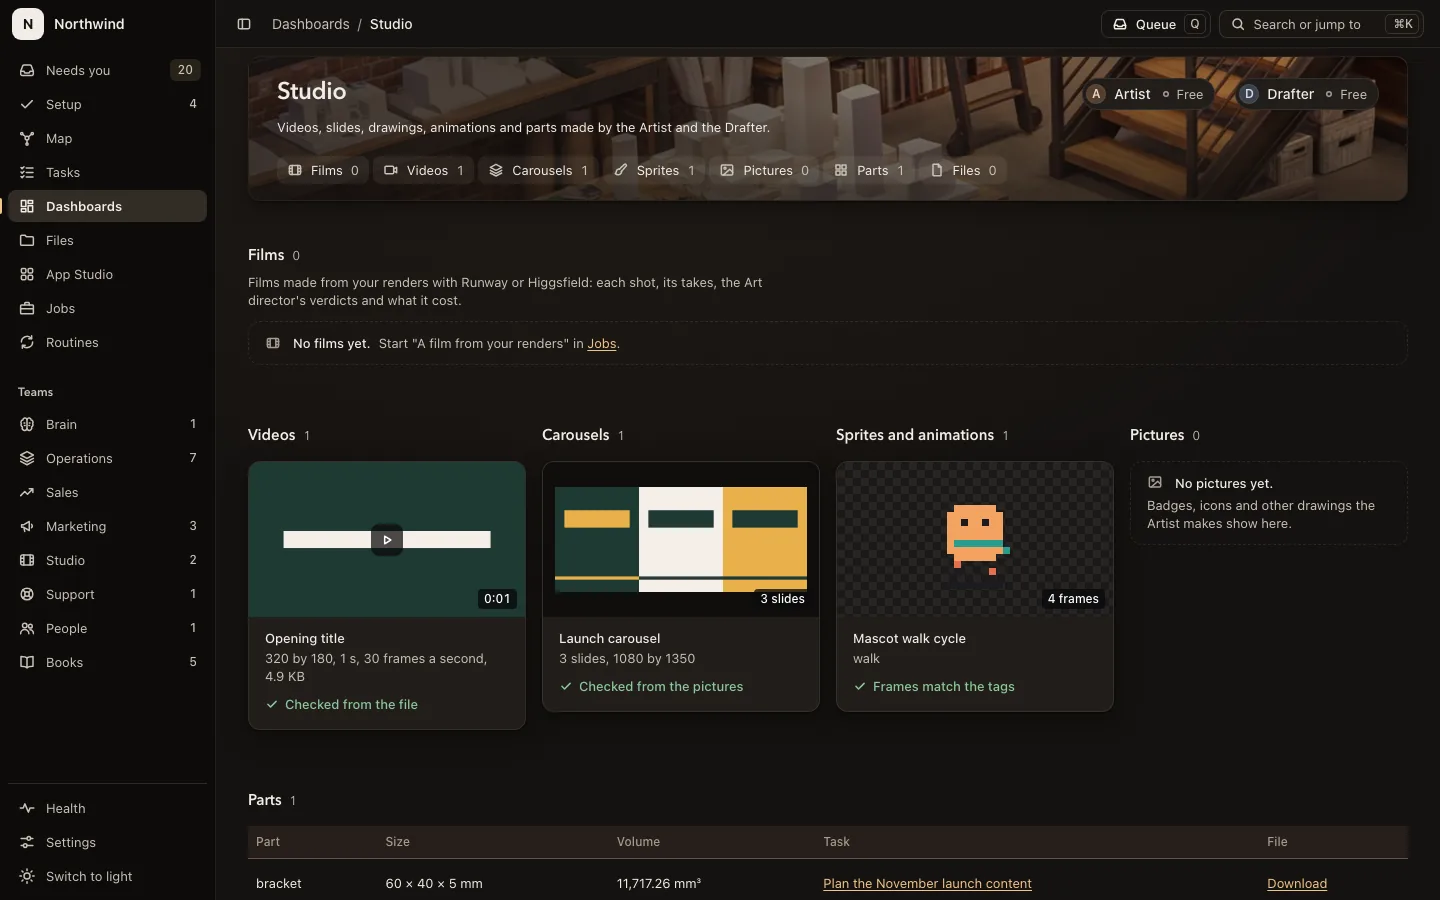 N Northwind
Needs you 20
Setup 4
Map
Tasks
Dashboards
Files
App Studio
Jobs
Routines
Teams
Brain 1
Operations 7
Sales
Marketing 3
Studio 2
Support 1
People 1
Books 5
Health
Settings
Switch to light
Dashboards / Studio
Queue Q
Search or jump to ⌘K
Studio
A Artist Free
D Drafter Free
Videos, slides, drawings, animations and parts made by the Artist and the Drafter.
Films 0
Videos 1
Carousels 1
Sprites 1
Pictures 0
Parts 1
Files 0
Films 0
Films made from your renders with Runway or Higgsfield: each shot, its takes, the Art
director's verdicts and what it cost.
No films yet. Start "A film from your renders" in Jobs.
Videos 1
0:01
Opening title
320 by 180, 1 s, 30 frames a second,
4.9 KB
Checked from the file
Carousels 1
3 slides
Launch carousel
3 slides, 1080 by 1350
Checked from the pictures
Sprites and animations 1
4 frames
Mascot walk cycle
walk
Frames match the tags
Pictures 0
No pictures yet.
Badges, icons and other drawings the
Artist makes show here.
Parts 1
Part Size Volume Task File
bracket 60 × 40 × 5 mm 11,717.26 mm³ Plan the November launch content Download